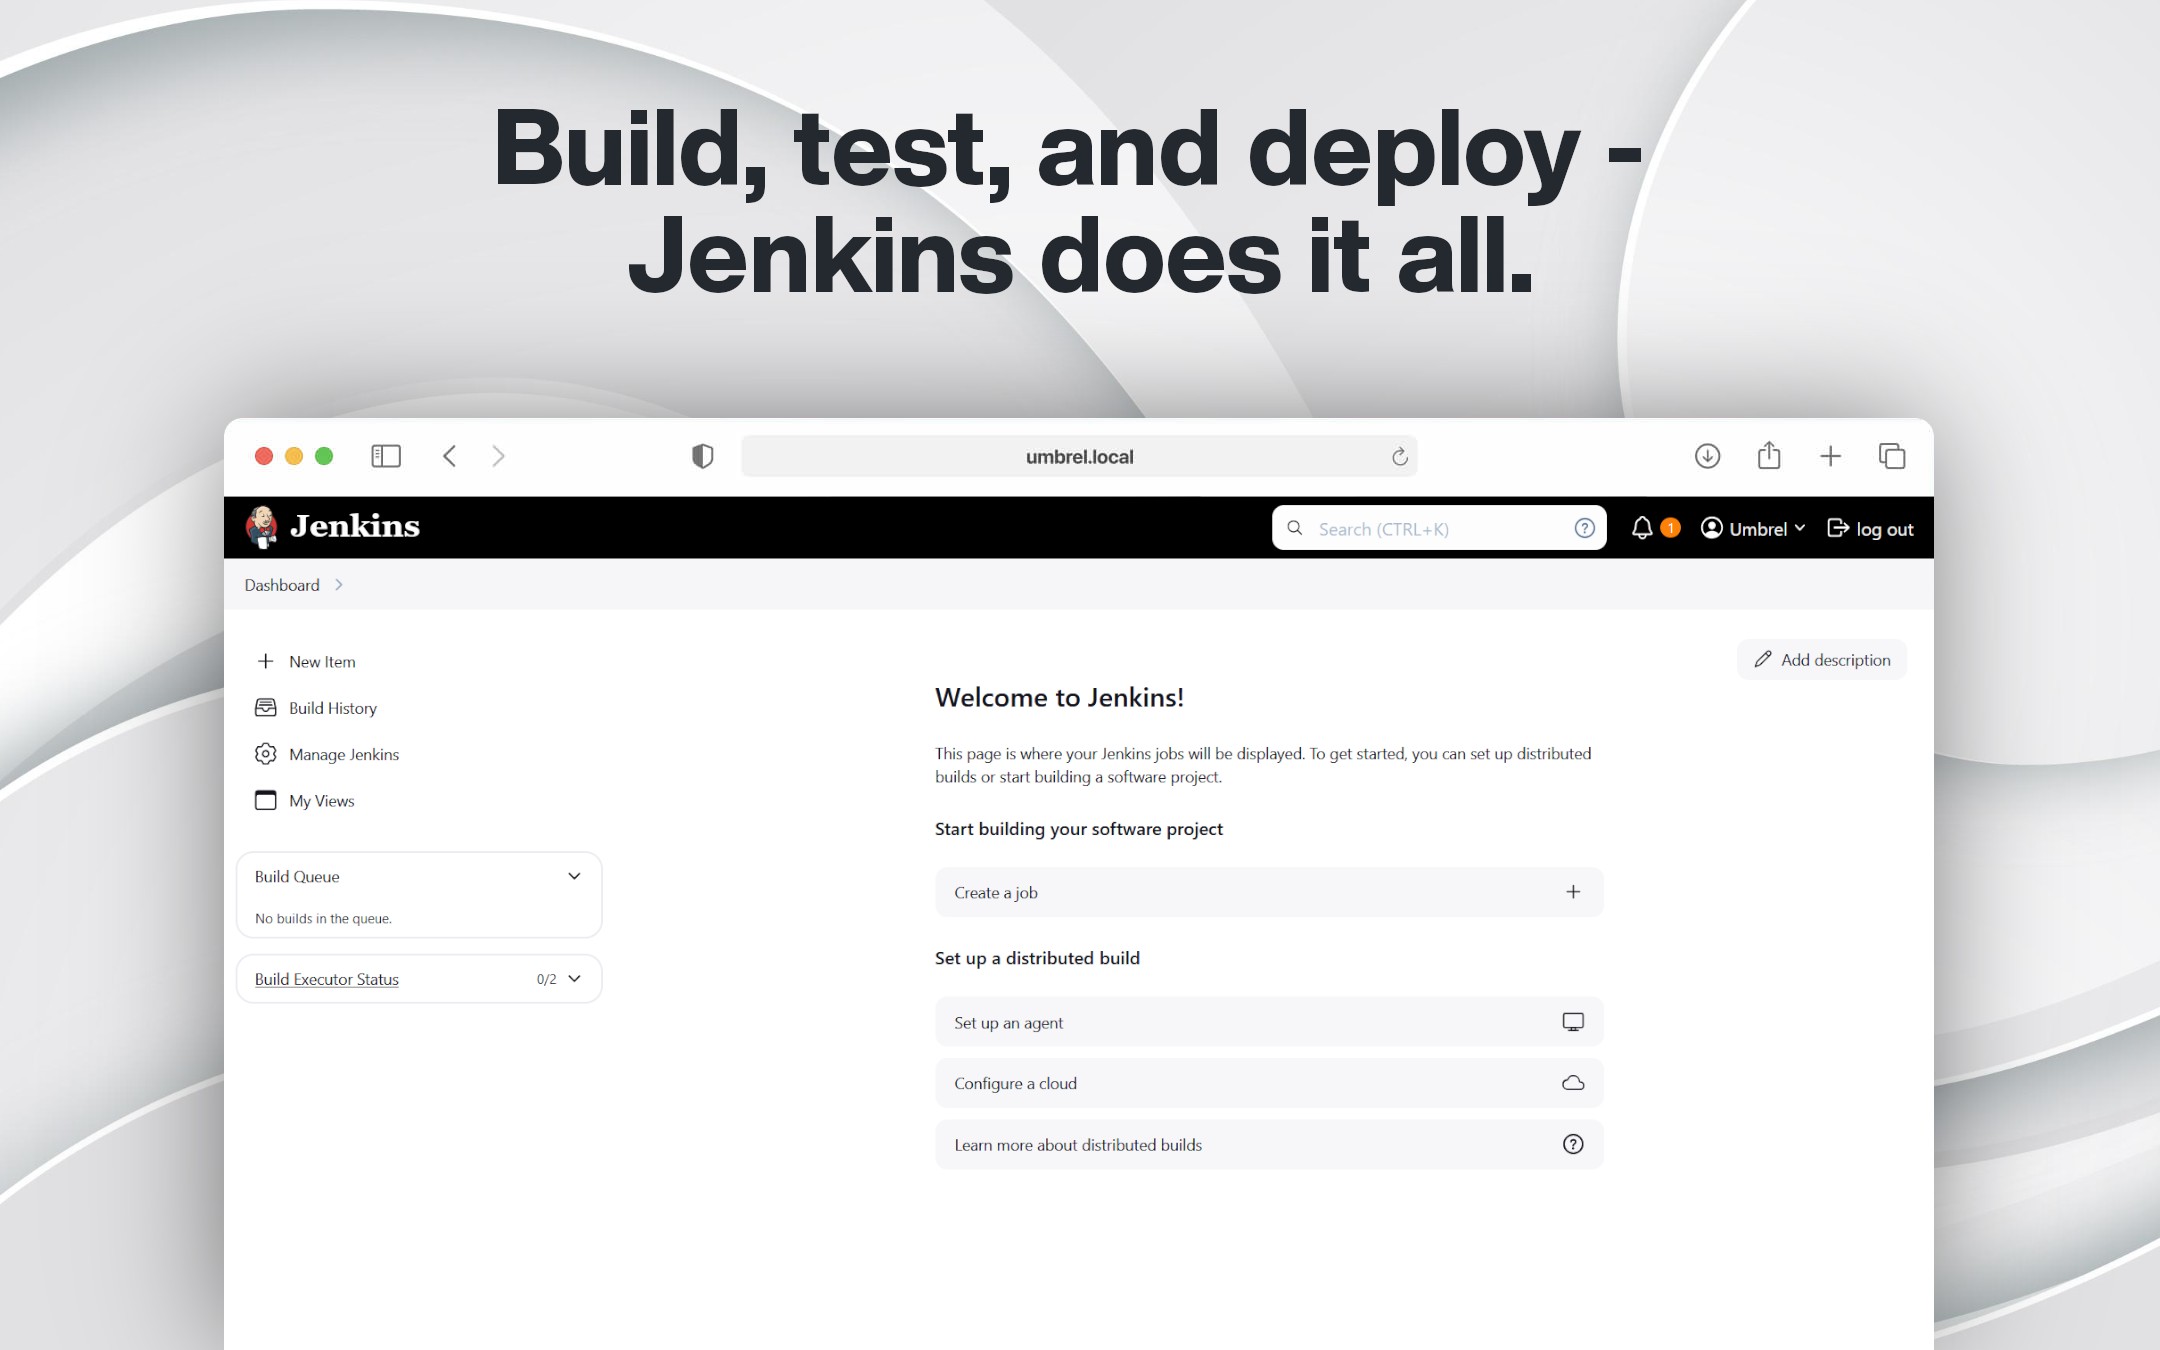 Build, test, and deploy -
Jenkins does it all.
umbrel.local
Jenkins
Search (CTRL+K)
?
1
Umbrel
log out
Dashboard
New Item
Build History
Manage Jenkins
My Views
Build Queue
No builds in the queue.
Build Executor Status
0/2
Add description
Welcome to Jenkins!
This page is where your Jenkins jobs will be displayed. To get started, you can set up distributed
builds or start building a software project.
Start building your software project
Create a job
Set up a distributed build
Set up an agent
Configure a cloud
Learn more about distributed builds
?